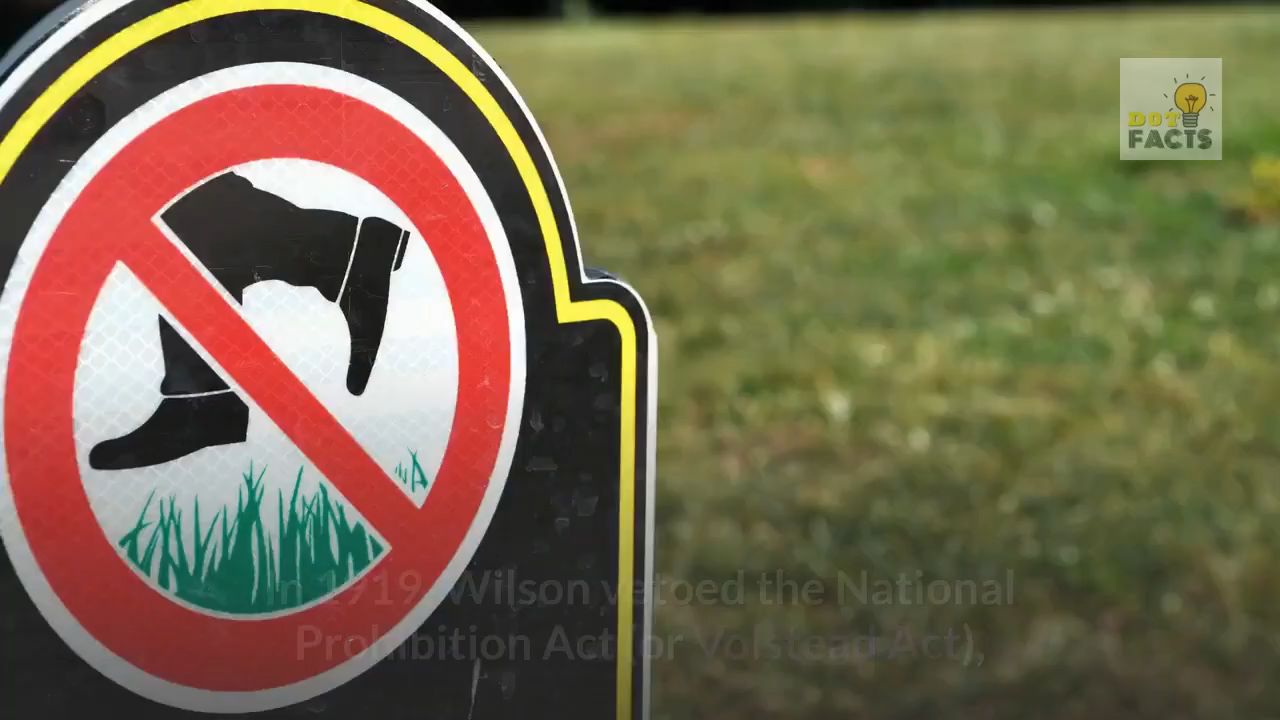 DOT
FACTS
In 1919, Wilson vetoed the National
Prohibition Act (or Volstead Act),